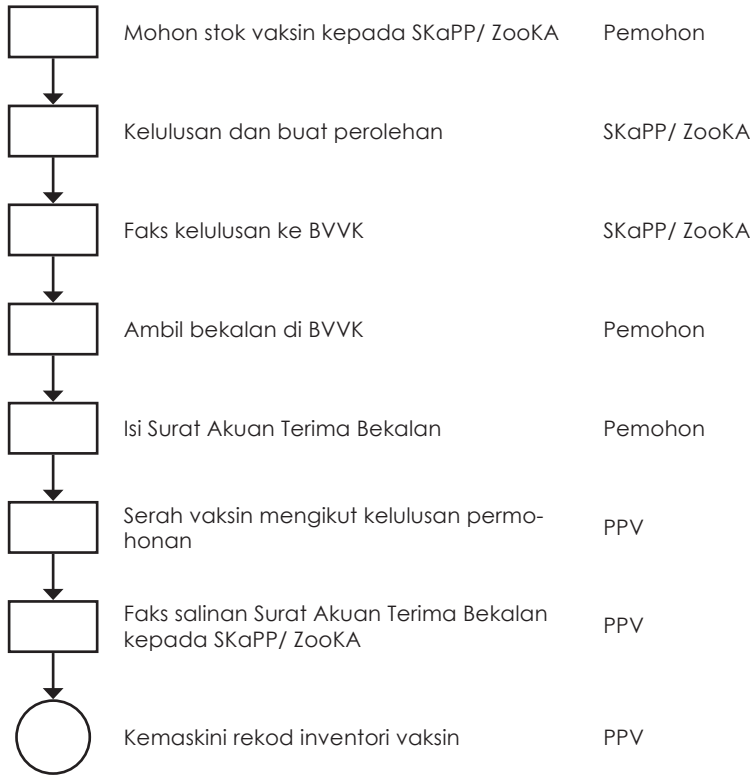 Mohon stok vaksin kepada SKaPP/ ZooKA Pemohon
Kelulusan dan buat perolehan SKaPP/ ZooKA
Faks kelulusan ke BVVK SKaPP/ ZooKA
Ambil bekalan di BVVK Pemohon
Isi Surat Akuan Terima Bekalan Pemohon
Serah vaksin mengikut kelulusan permo-
honan PPV
Faks salinan Surat Akuan Terima Bekalan
kepada SKaPP/ ZooKA PPV
Kemaskini rekod inventori vaksin PPV